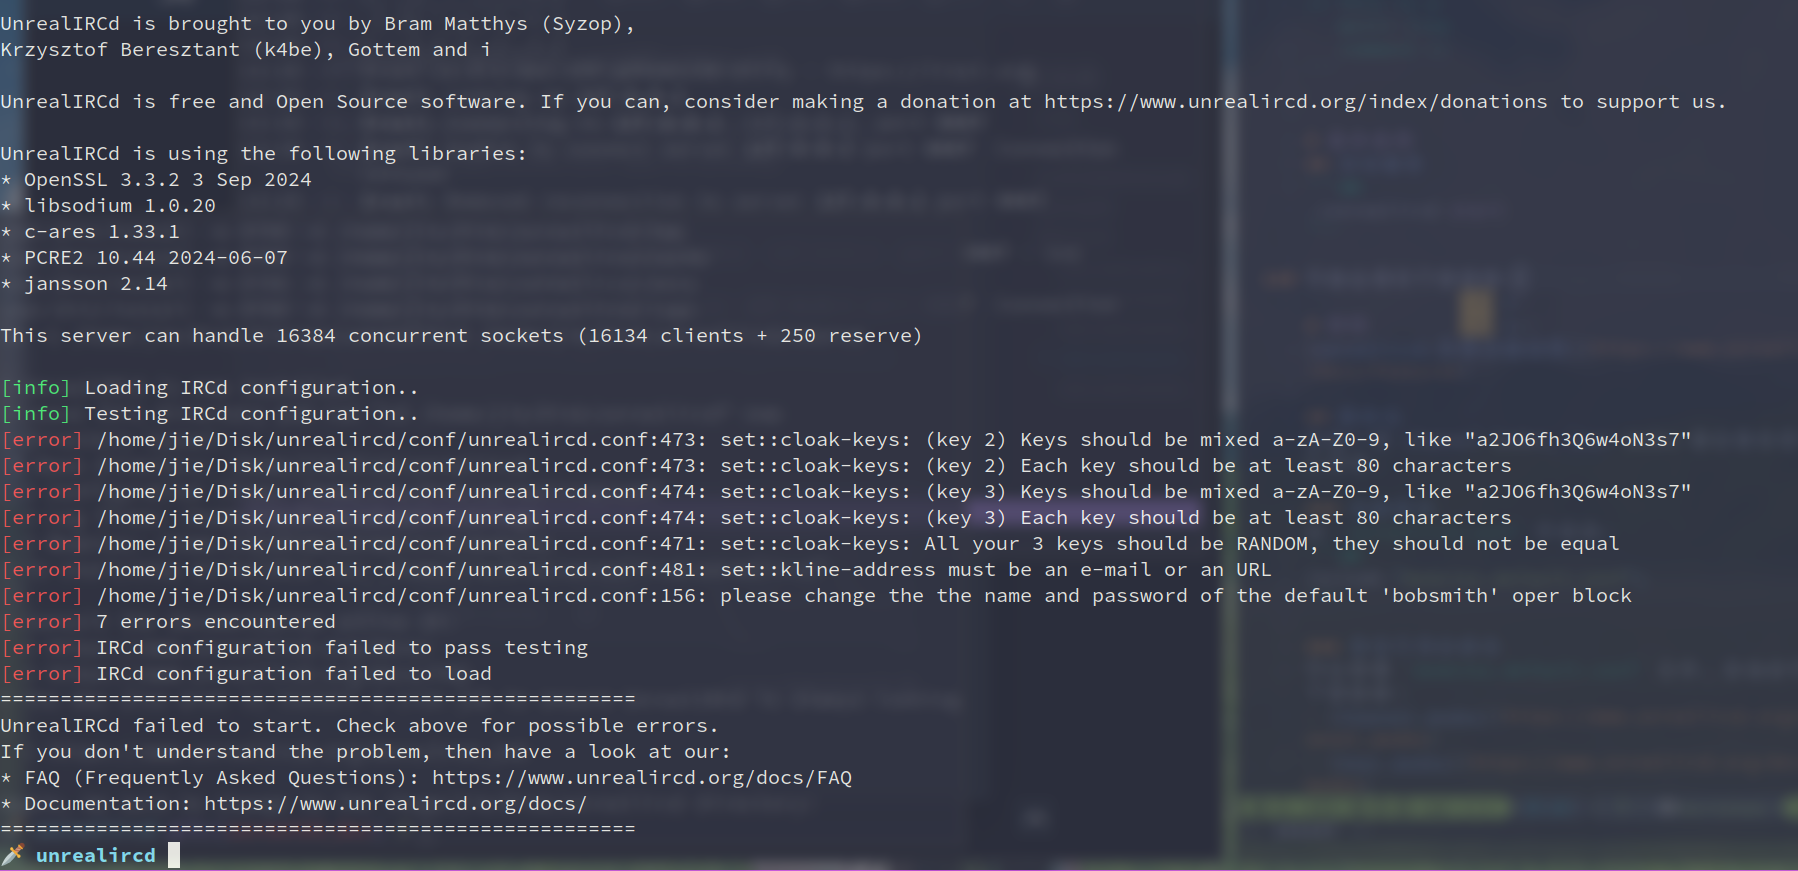 UnrealIRCd is brought to you by Bram Matthys (Syzop),
Krzysztof Beresztant (k4be), Gottem and i
UnrealIRCd is free and Open Source software. If you can, consider making a donation at https://www.unrealircd.org/index/donations to support us.
UnrealIRCd is using the following libraries:
* OpenSSL 3.3.2 3 Sep 2024
* libsodium 1.0.20
* c-ares 1.33.1
* PCRE2 10.44 2024-06-07
* jansson 2.14
This server can handle 16384 concurrent sockets (16134 clients + 250 reserve)
[info] Loading IRCd configuration..
[info] Testing IRCd configuration..
[error] /home/jie/Disk/unrealircd/conf/unrealircd.conf:473: set::cloak-keys: (key 2) Keys should be mixed a-zA-Z0-9, like "a2JO6fh3Q6w4oN3s7"
[error] /home/jie/Disk/unrealircd/conf/unrealircd.conf:473: set::cloak-keys: (key 2) Each key should be at least 80 characters
[error] /home/jie/Disk/unrealircd/conf/unrealircd.conf:474: set::cloak-keys: (key 3) Keys should be mixed a-zA-Z0-9, like "a2JO6fh3Q6w4oN3s7"
[error] /home/jie/Disk/unrealircd/conf/unrealircd.conf:474: set::cloak-keys: (key 3) Each key should be at least 80 characters
[error] /home/jie/Disk/unrealircd/conf/unrealircd.conf:471: set::cloak-keys: All your 3 keys should be RANDOM, they should not be equal
[error] /home/jie/Disk/unrealircd/conf/unrealircd.conf:481: set::kline-address must be an e-mail or an URL
[error] /home/jie/Disk/unrealircd/conf/unrealircd.conf:156: please change the the name and password of the default 'bobsmith' oper block
[error] 7 errors encountered
[error] IRCd configuration failed to pass testing
[error] IRCd configuration failed to load
=====================================================
UnrealIRCd failed to start. Check above for possible errors.
If you don't understand the problem, then have a look at our:
* FAQ (Frequently Asked Questions): https://www.unrealircd.org/docs/FAQ
* Documentation: https://www.unrealircd.org/docs/
=====================================================
unrealircd